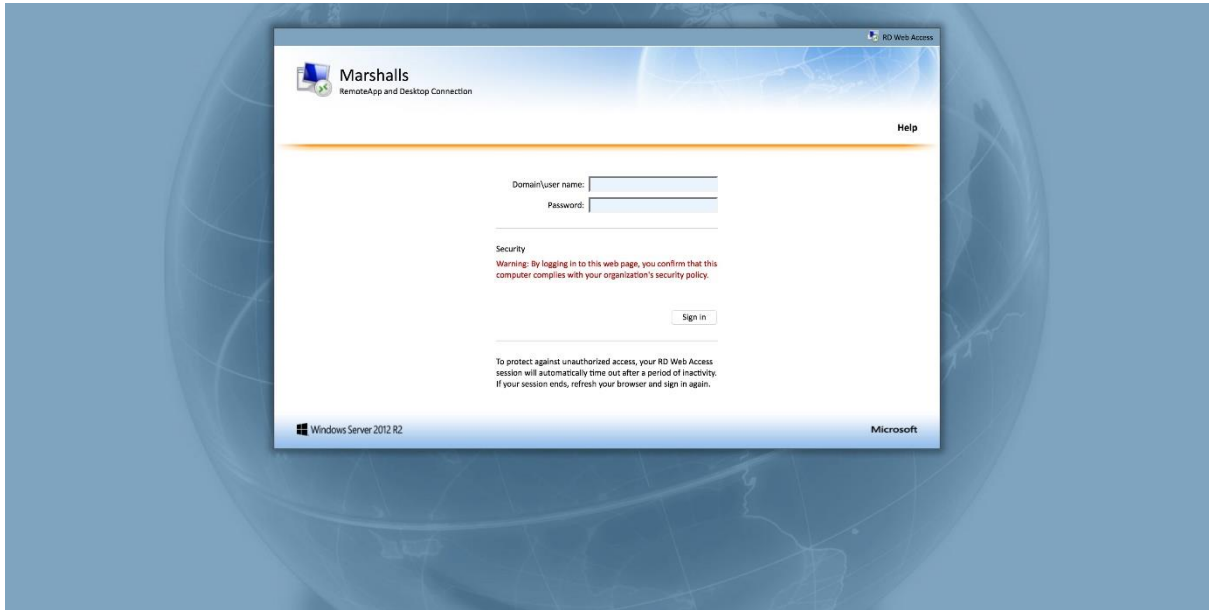 RD Web Access
Marshalls
RemoteApp and Desktop Connection
Help
Domain\user name:
Password:
Security
Warning: By logging in to this web page, you confirm that this
computer complies with your organization's security policy.
Sign in
To protect against unauthorized access, your RD Web Access
session will automatically time out after a period of inactivity.
If your session ends, refresh your browser and sign in again.
Windows Server 2012 R2
Microsoft